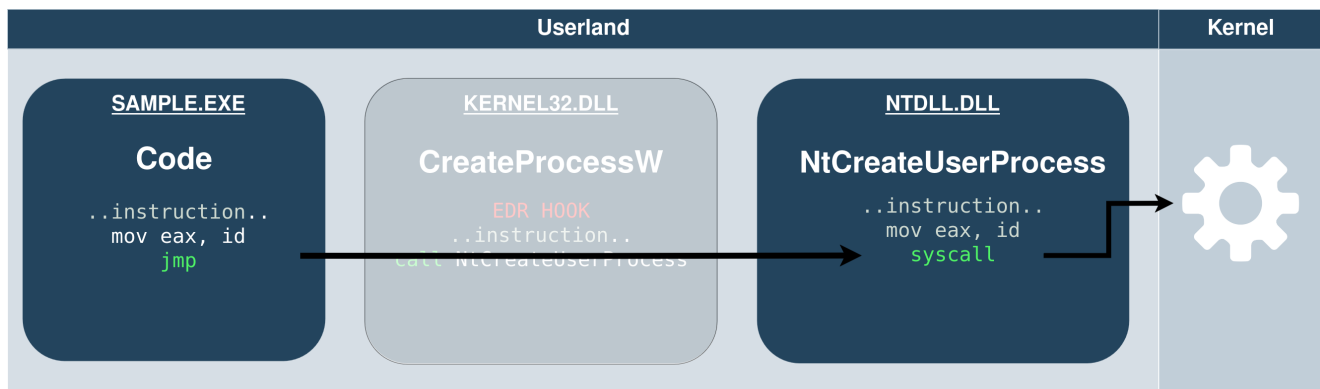 Userland
Kernel
SAMPLE.EXE
Code
..instruction..
mov eax, id
jmp
KERNEL32.DLL
CreateProcessW
EDR HOOK
..instruction..
call NtCreateUserProcess
NTDLL.DLL
NtCreateUserProcess
..instruction..
mov eax, id
syscall